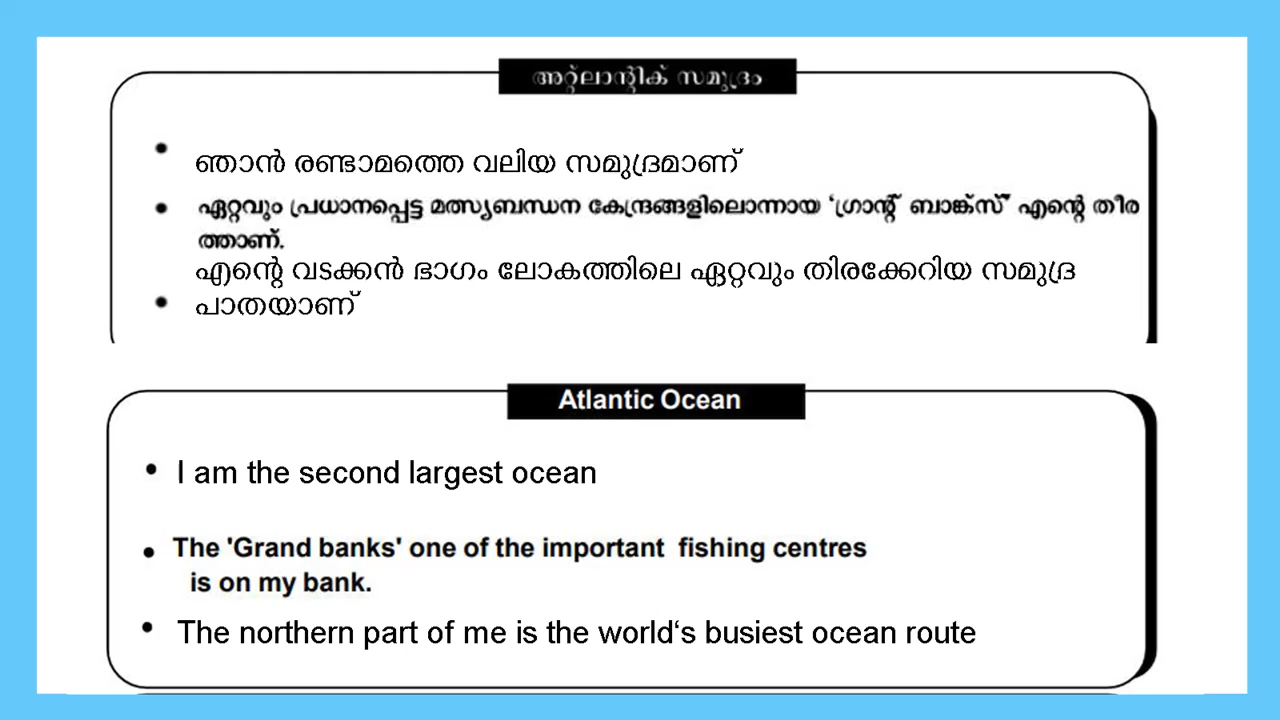 അറ്റ്ലാന്റിക് സമുദ്രം
• ഞാൻ രണ്ടാമത്തെ വലിയ സമുദ്രമാണ്
• ഏറ്റവും പ്രധാനപ്പെട്ട മത്സ്യബന്ധന കേന്ദ്രങ്ങളിലൊന്നായ ‘ഗ്രാന്റ് ബാങ്ക്സ്’ എന്റെ തീര
ത്താണ്.
എന്റെ വടക്കൻ ഭാഗം ലോകത്തിലെ ഏറ്റവും തിരക്കേറിയ സമുദ്ര
• പാതയാണ്
Atlantic Ocean
• I am the second largest ocean
• The 'Grand banks' one of the important fishing centres
is on my bank.
• The northern part of me is the world‘s busiest ocean route